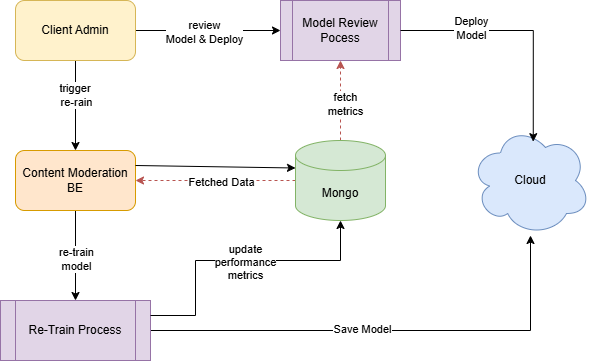 Client Admin
review
Model & Deploy
Model Review
Pocess
Deploy
Model
trigger
re-rain
fetch
metrics
Content Moderation
BE
Fetched Data
Mongo
Cloud
re-train
model
update
performance
metrics
Re-Train Process
Save Model